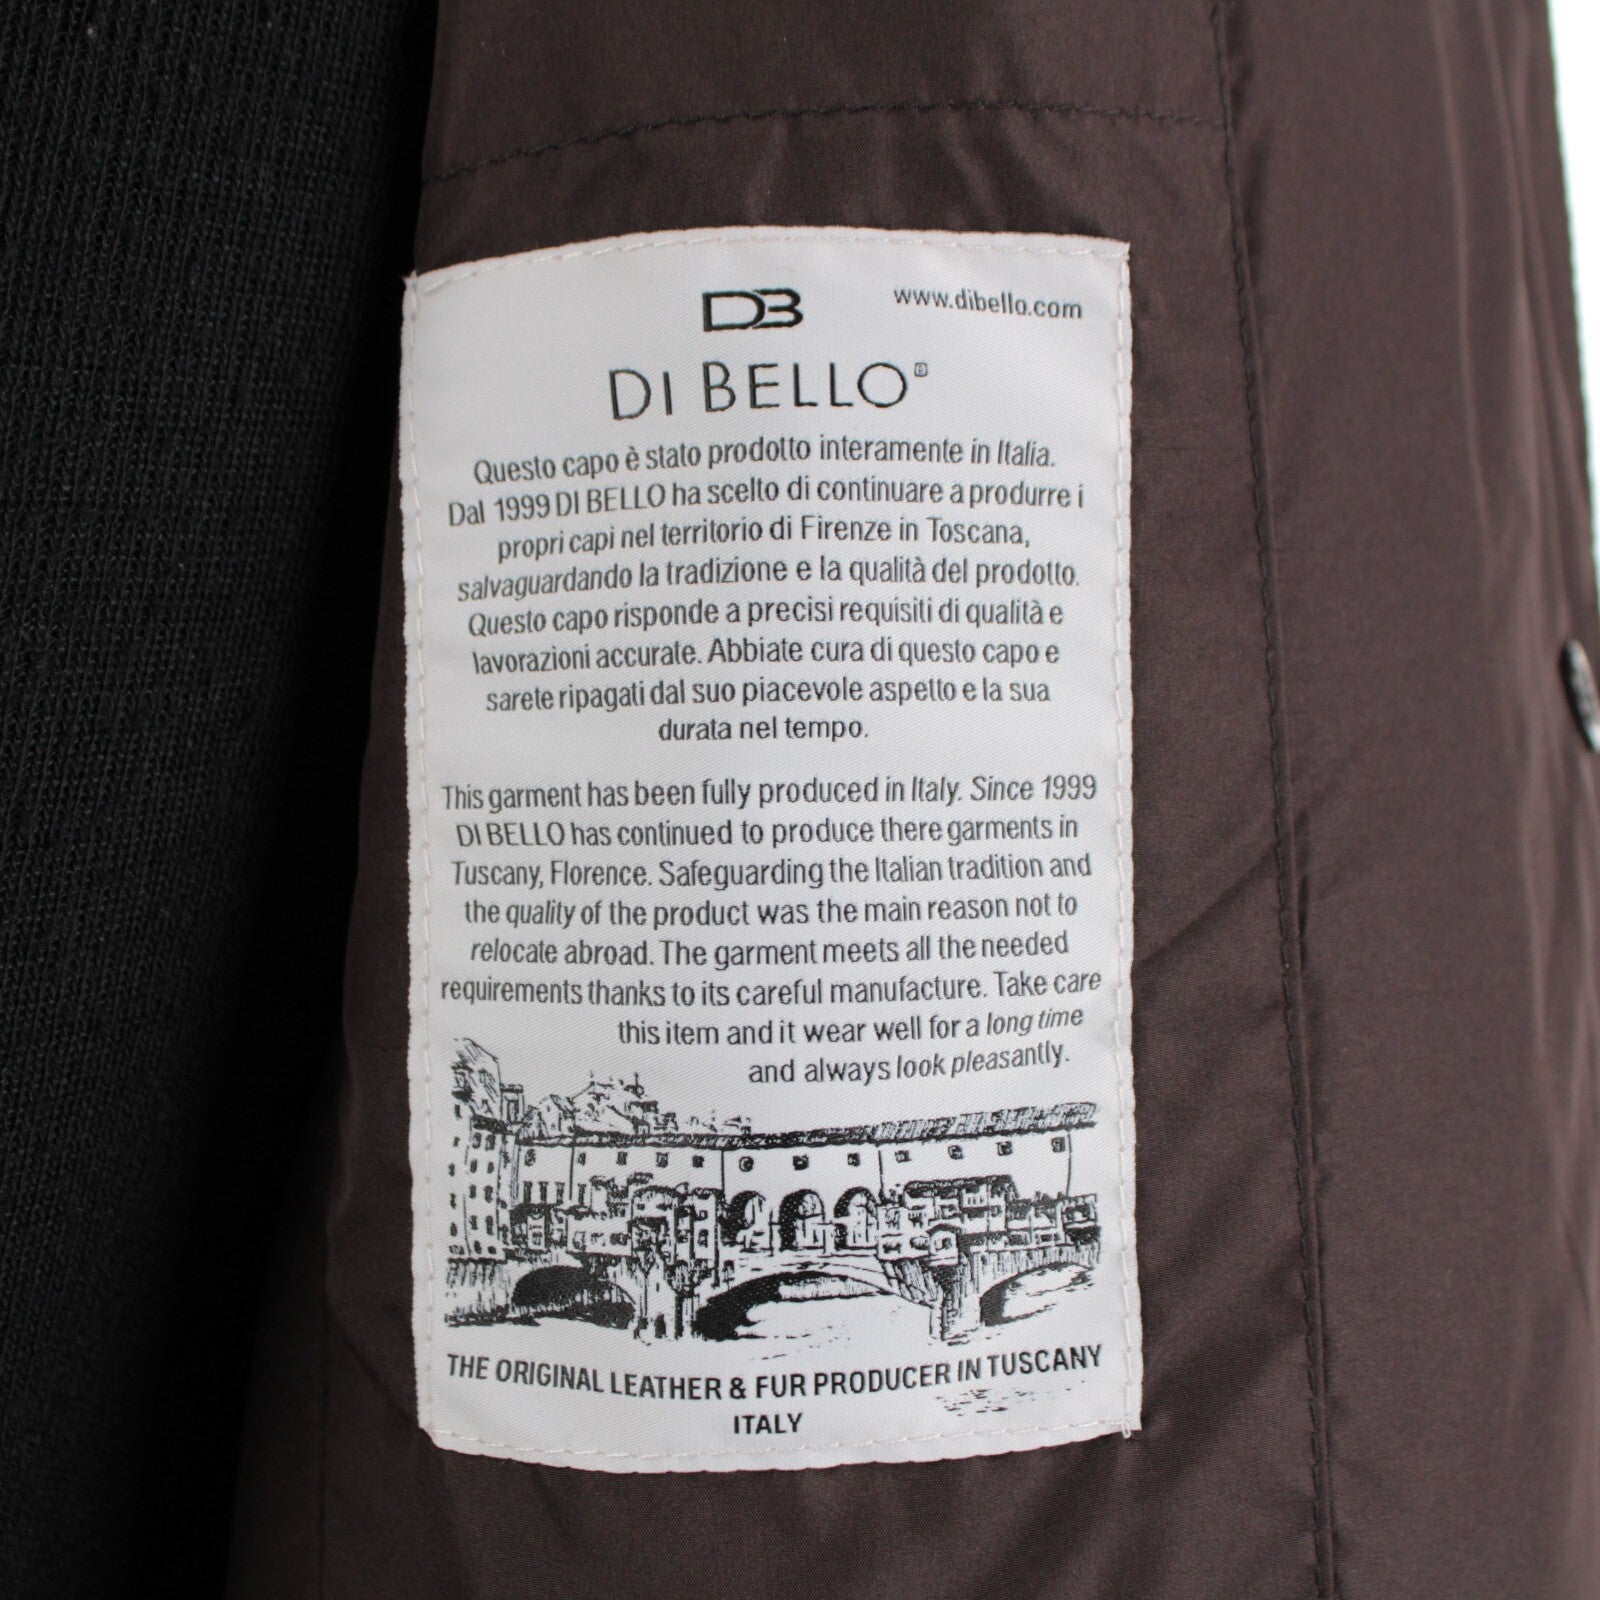 DB
www.dibello.com
DI BELLO®
Questo capo è stato prodotto interamente in Italia.
Dal 1999 DI BELLO ha scelto di continuare a produrre i
propri capi nel territorio di Firenze in Toscana,
salvaguardando la tradizione e la qualità del prodotto.
Questo capo risponde a precisi requisiti di qualità e
lavorazioni accurate. Abbiate cura di questo capo e
sarete ripagati dal suo piacevole aspetto e la sua
durata nel tempo.
This garment has been fully produced in Italy. Since 1999
DI BELLO has continued to produce there garments in
Tuscany, Florence. Safeguarding the Italian tradition and
the quality of the product was the main reason not to
relocate abroad. The garment meets all the needed
requirements thanks to its careful manufacture. Take care
this item and it wear well for a long time
and always look pleasantly.
THE ORIGINAL LEATHER & FUR PRODUCER IN TUSCANY
ITALY